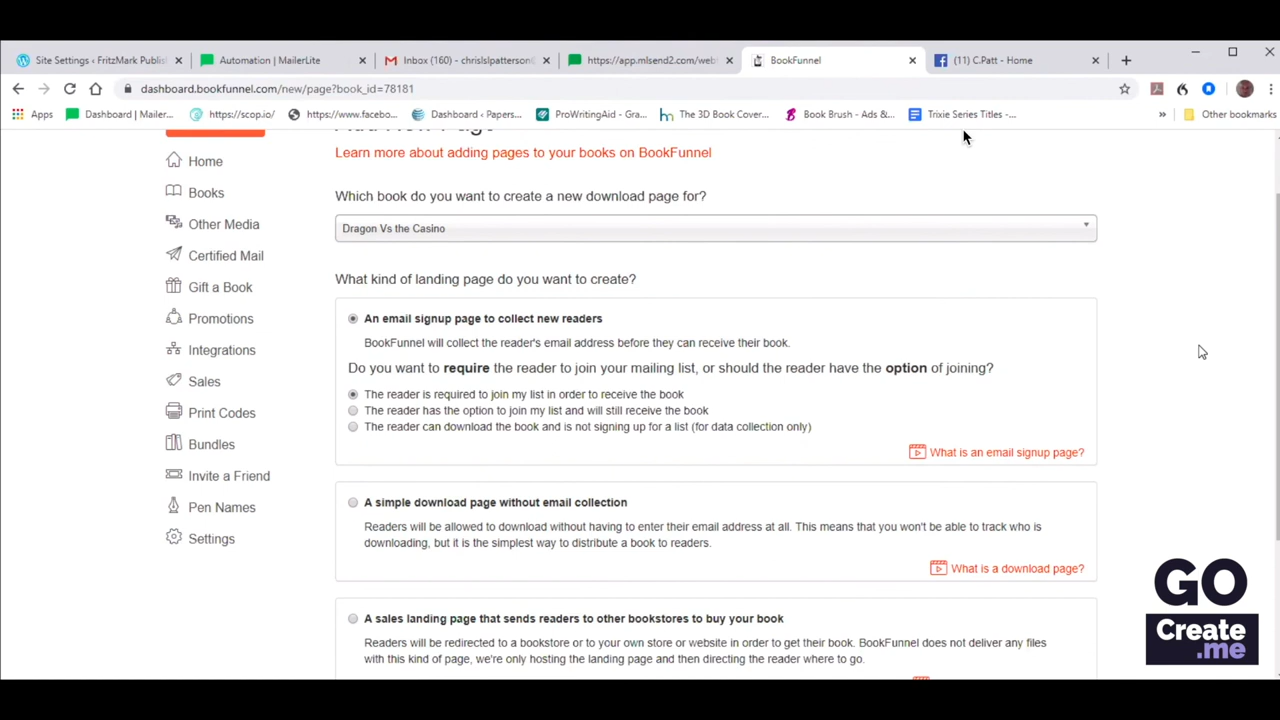 Site Settings ‹ FritzMark Publish
Automation | MailerLite
Inbox (160) - chrislslpatterson@
https://app.mlsend2.com/webf
BookFunnel
(11) C.Patt - Home
dashboard.bookfunnel.com/new/page?book_id=78181
Apps
Dashboard | Mailer...
https://scop.io/
https://www.facebo...
Dashboard ‹ Papers...
ProWritingAid - Gra...
The 3D Book Cover...
Book Brush - Ads &...
Trixie Series Titles -...
Other bookmarks
Add New Page
Learn more about adding pages to your books on BookFunnel
Home
Books
Other Media
Certified Mail
Gift a Book
Promotions
Integrations
Sales
Print Codes
Bundles
Invite a Friend
Pen Names
Settings
Which book do you want to create a new download page for?
Dragon Vs the Casino
What kind of landing page do you want to create?
An email signup page to collect new readers
BookFunnel will collect the reader's email address before they can receive their book.
Do you want to require the reader to join your mailing list, or should the reader have the option of joining?
The reader is required to join my list in order to receive the book
The reader has the option to join my list and will still receive the book
The reader can download the book and is not signing up for a list (for data collection only)
What is an email signup page?
A simple download page without email collection
Readers will be allowed to download without having to enter their email address at all. This means that you won't be able to track who is
downloading, but it is the simplest way to distribute a book to readers.
What is a download page?
A sales landing page that sends readers to other bookstores to buy your book
Readers will be redirected to a bookstore or to your own store or website in order to get their book. BookFunnel does not deliver any files
with this kind of page, we're only hosting the landing page and then directing the reader where to go.
GO
Create
.me